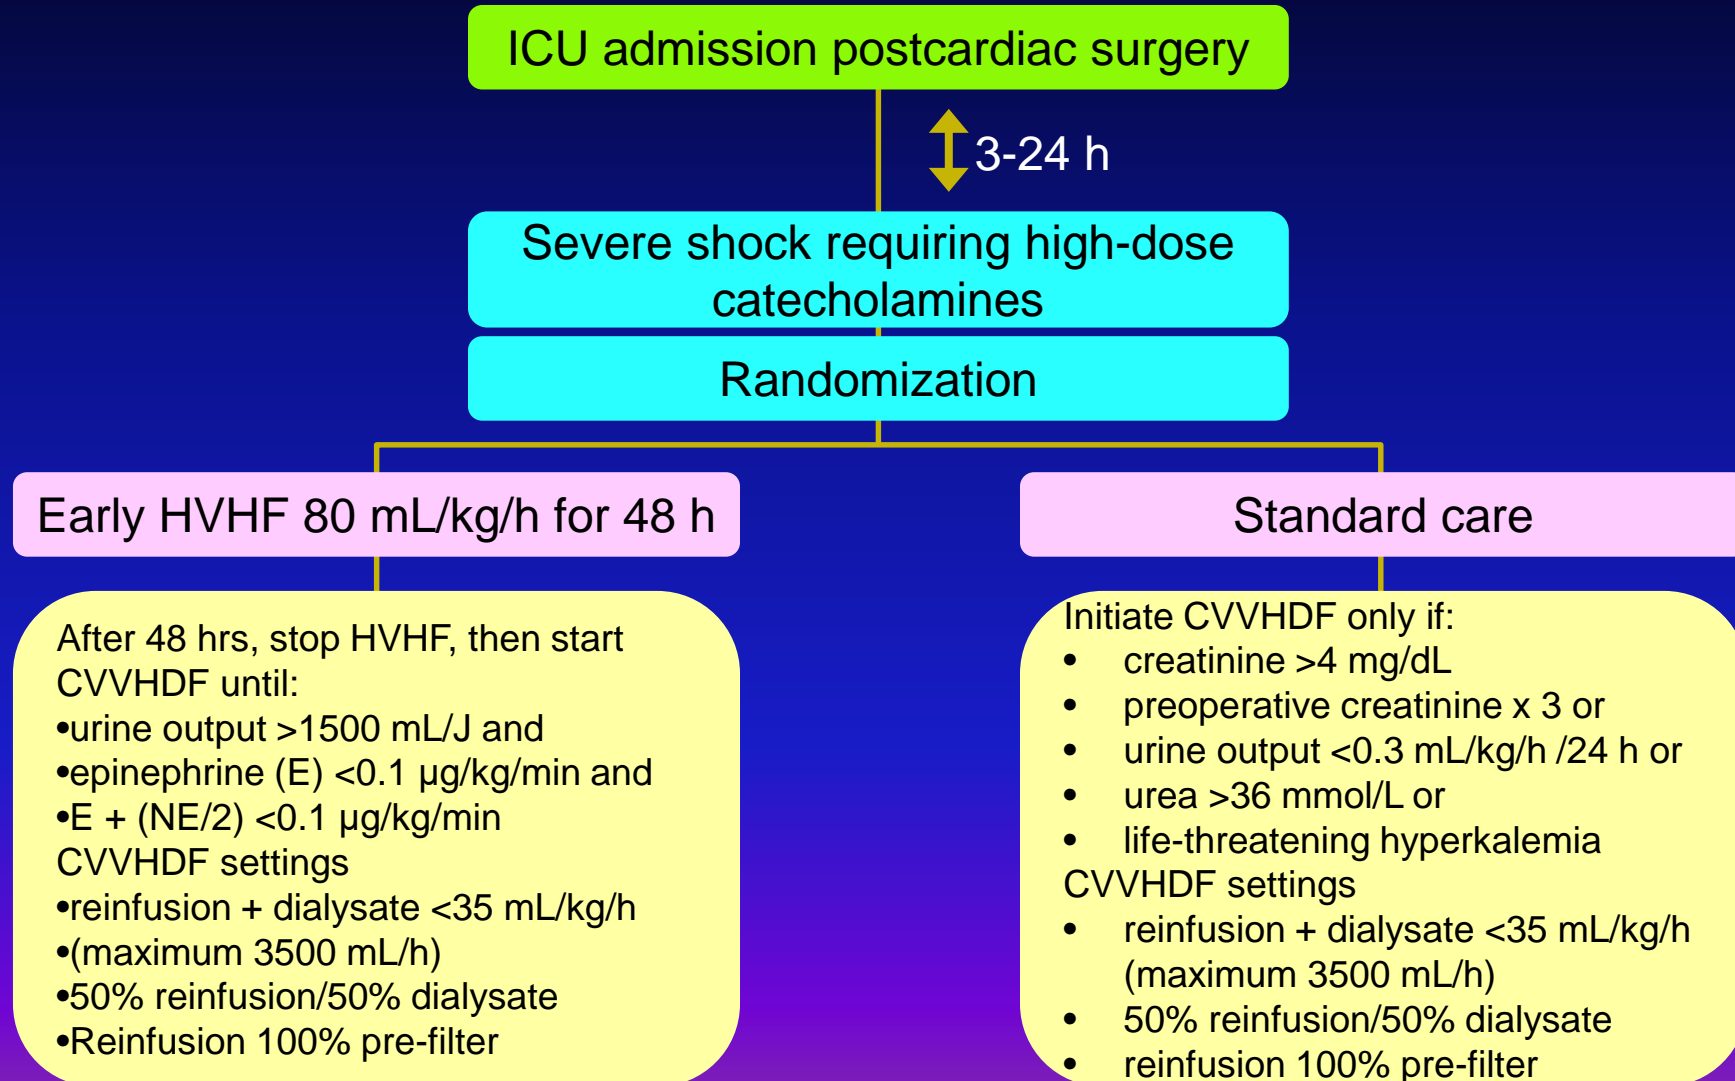 ICU admission postcardiac surgery
3-24 h
Severe shock requiring high-dose
catecholamines
Randomization
Early HVHF 80 mL/kg/h for 48 h
After 48 hrs, stop HVHF, then start
CVVHDF until:
•urine output >1500 mL/J and
•epinephrine (E) <0.1 µg/kg/min and
•E + (NE/2) <0.1 µg/kg/min
CVVHDF settings
•reinfusion + dialysate <35 mL/kg/h
•(maximum 3500 mL/h)
•50% reinfusion/50% dialysate
•Reinfusion 100% pre-filter
Standard care
Initiate CVVHDF only if:
• creatinine >4 mg/dL
• preoperative creatinine x 3 or
• urine output <0.3 mL/kg/h /24 h or
• urea >36 mmol/L or
• life-threatening hyperkalemia
CVVHDF settings
• reinfusion + dialysate <35 mL/kg/h
(maximum 3500 mL/h)
• 50% reinfusion/50% dialysate
• reinfusion 100% pre-filter